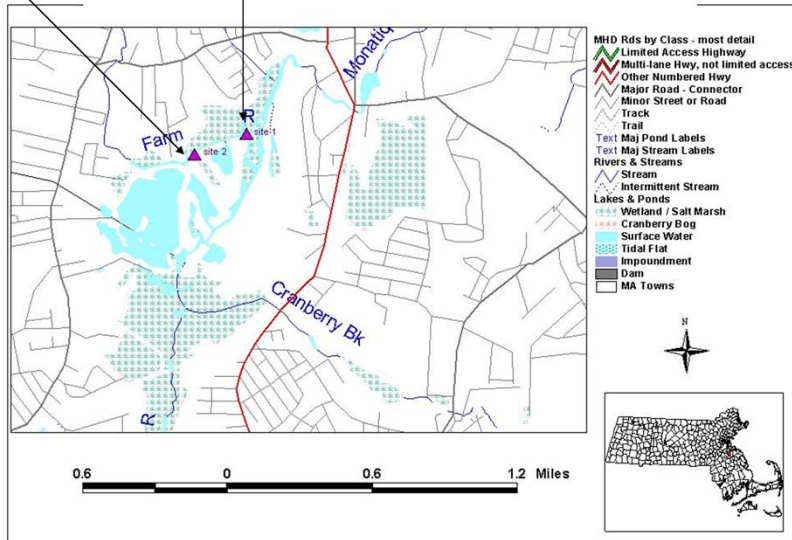 Monatiq
Farm
R
site 1
site 2
Cranberry Bk
R
MHD Rds by Class - most detail
Limited Access Highway
Multi-lane Hwy, not limited access
Other Numbered Hwy
Major Road - Connector
Minor Street or Road
Track
Trail
Text Maj Pond Labels
Text Maj Stream Labels
Rivers & Streams
Stream
Intermittent Stream
Lakes & Ponds
Wetland / Salt Marsh
Cranberry Bog
Surface Water
Tidal Flat
Impoundment
Dam
MA Towns
N
0.6 0 0.6 1.2 Miles